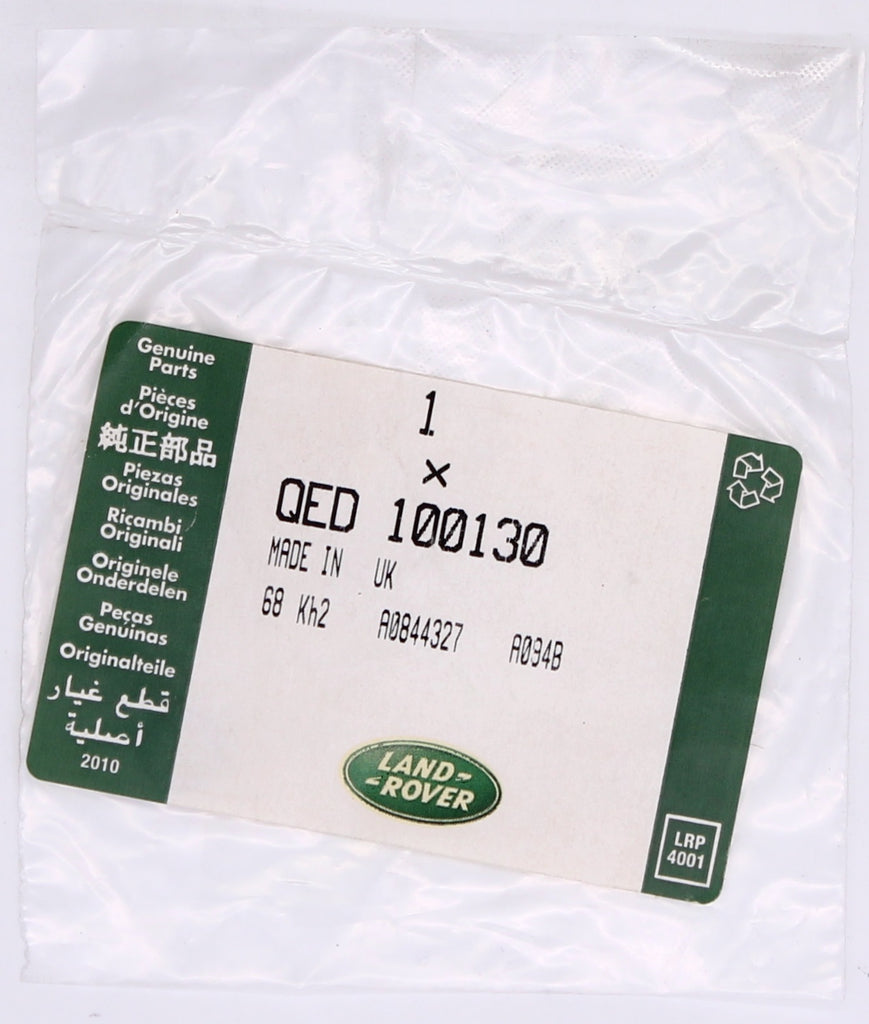 Genuine
Parts
Pièces
d'Origine
純正部品
Piezas
Originales
Ricambi
Originali
Originele
Onderdelen
Peças
Genuinas
Originalteile
قطع غيار
أصلية
2010
1
×
QED 100130
MADE IN UK
68 Kh2 A0844327 A094B
LAND-
-ROVER
LRP
4001